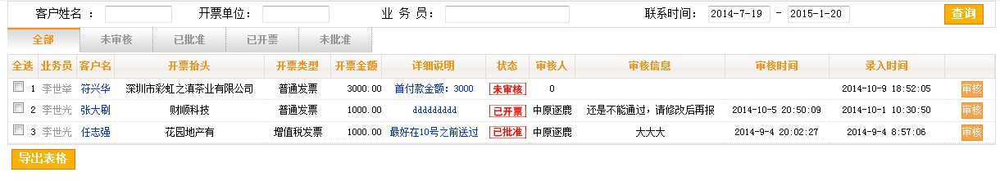 客户姓名 ： 开票单位： 业 务 员： 联系时间： 2014-7-19 - 2015-1-20 查询
全部 未审核 已批准 已开票 未批准
全选 业务员 客户名 开票抬头 开票类型 开票金额 详细说明 状态 审核人 审核信息 审核时间 录入时间
1 李世举 符兴华 深圳市彩虹之滇茶业有限公司 普通发票 3000.00 首付款金额：3000 未审核 0 2014-10-9 18:52:05 审核
2 李世光 张大刷 财顺科技 普通发票 1000.00 ddddddddd 已开票 中原逐鹿 还是不能通过，请修改后再报 2014-10-5 20:50:09 2014-10-1 10:30:50 审核
3 李世光 任志强 花园地产有 增值税发票 1000.00 最好在10号之前送过 已批准 中原逐鹿 大大大 2014-9-4 20:02:27 2014-9-4 8:57:06 审核
导出表格